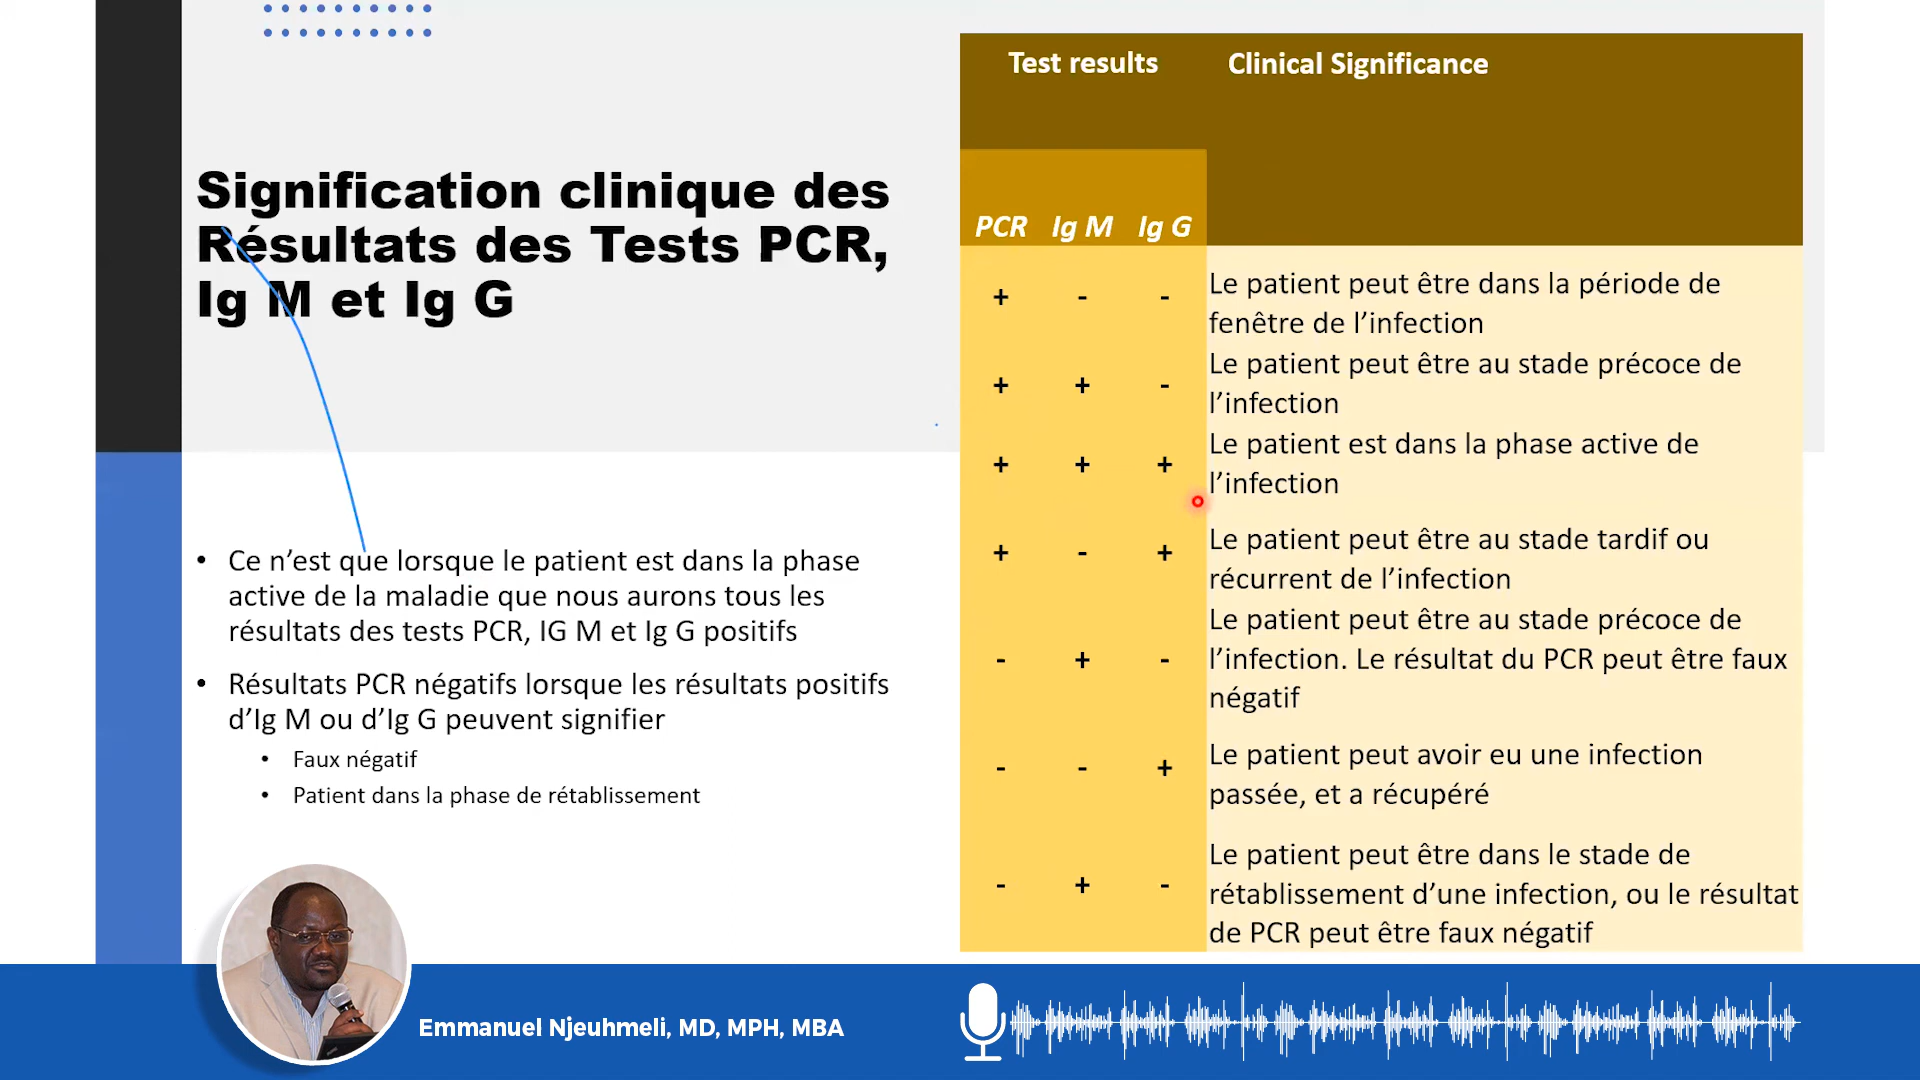 Signification clinique des
Résultats des Tests PCR,
Ig M et Ig G
• Ce n’est que lorsque le patient est dans la phase
active de la maladie que nous aurons tous les
résultats des tests PCR, IG M et Ig G positifs
• Résultats PCR négatifs lorsque les résultats positifs
d’Ig M ou d’Ig G peuvent signifier
• Faux négatif
• Patient dans la phase de rétablissement
Test results Clinical Significance
PCR Ig M Ig G
+ - - Le patient peut être dans la période de
fenêtre de l’infection
+ + - Le patient peut être au stade précoce de
l’infection
+ + + Le patient est dans la phase active de
l’infection
+ - + Le patient peut être au stade tardif ou
récurrent de l’infection
- + - Le patient peut être au stade précoce de
l’infection. Le résultat du PCR peut être faux
négatif
- - + Le patient peut avoir eu une infection
passée, et a récupéré
- + - Le patient peut être dans le stade de
rétablissement d’une infection, ou le résultat
de PCR peut être faux négatif
Emmanuel Njeuhmeli, MD, MPH, MBA